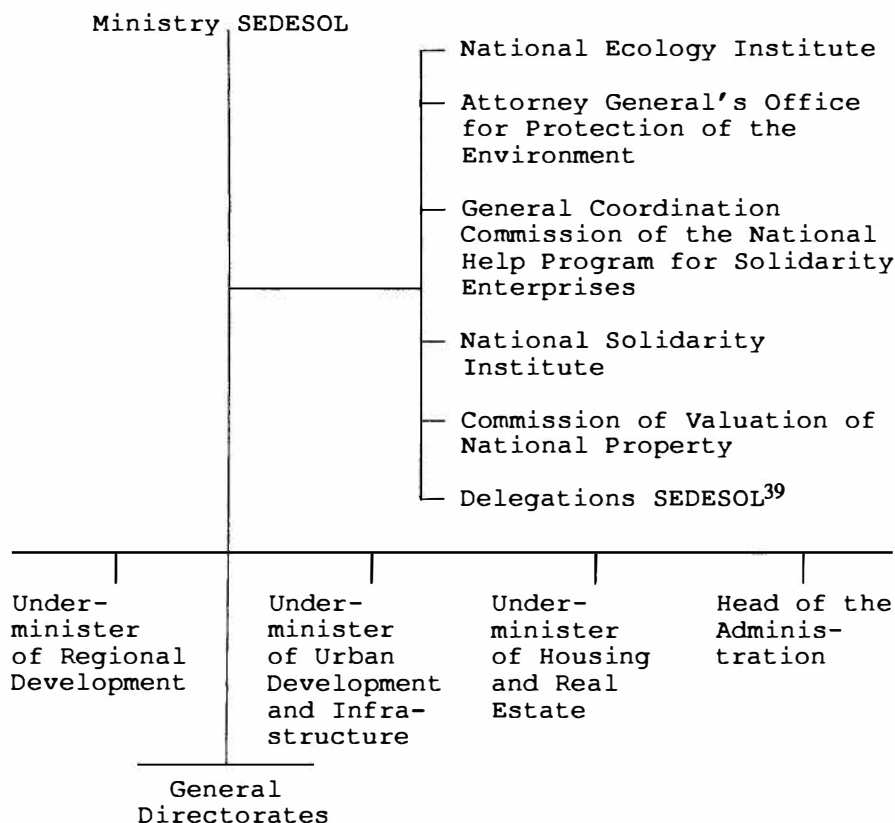 Ministry SEDESOL
National Ecology Institute
Attorney General's Office
for Protection of the
Environment
General Coordination
Commission of the National
Help Program for Solidarity
Enterprises
National Solidarity
Institute
Commission of Valuation of
National Property
Delegations SEDESOL39
Under-
minister
of Regional
Development
Under-
minister
of Urban
Development
and Infra-
structure
Under-
minister
of Housing
and Real
Estate
Head of the
Adminis-
tration
General
Directorates